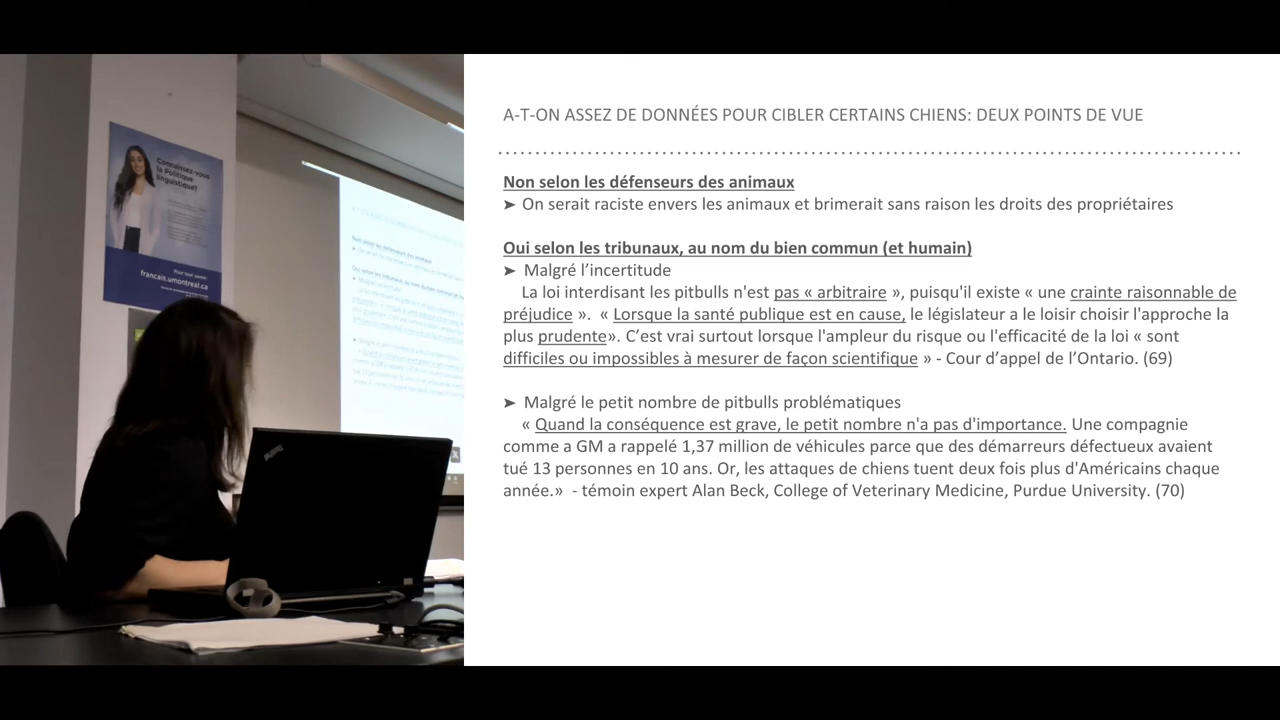 Connaissez-vous
la Politique
linguistique?
Pour tout savoir:
francais.umontreal.ca
ThinkPad
A-T-ON ASSEZ DE DONNÉES POUR CIBLER CERTAINS CHIENS: DEUX POINTS DE VUE
Non selon les défenseurs des animaux
➤ On serait raciste envers les animaux et brimerait sans raison les droits des propriétaires
Oui selon les tribunaux, au nom du bien commun (et humain)
➤ Malgré l’incertitude
La loi interdisant les pitbulls n'est pas « arbitraire », puisqu'il existe « une crainte raisonnable de
préjudice ». « Lorsque la santé publique est en cause, le législateur a le loisir choisir l'approche la
plus prudente». C’est vrai surtout lorsque l'ampleur du risque ou l'efficacité de la loi « sont
difficiles ou impossibles à mesurer de façon scientifique » - Cour d’appel de l’Ontario. (69)
➤ Malgré le petit nombre de pitbulls problématiques
« Quand la conséquence est grave, le petit nombre n'a pas d'importance. Une compagnie
comme a GM a rappelé 1,37 million de véhicules parce que des démarreurs défectueux avaient
tué 13 personnes en 10 ans. Or, les attaques de chiens tuent deux fois plus d'Américains chaque
année.» - témoin expert Alan Beck, College of Veterinary Medicine, Purdue University. (70)